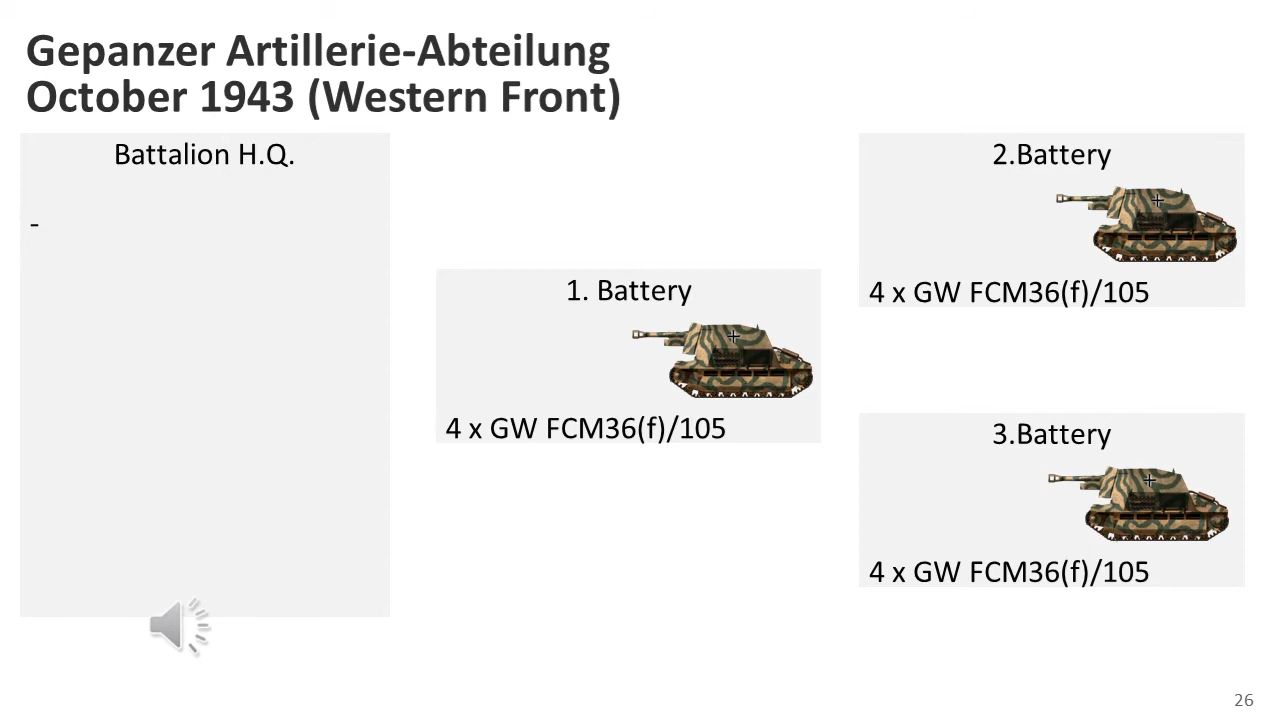 Gepanzer Artillerie-Abteilung
October 1943 (Western Front)
Battalion H.Q.
-
1. Battery
4 x GW FCM36(f)/105
2.Battery
4 x GW FCM36(f)/105
3.Battery
4 x GW FCM36(f)/105
26